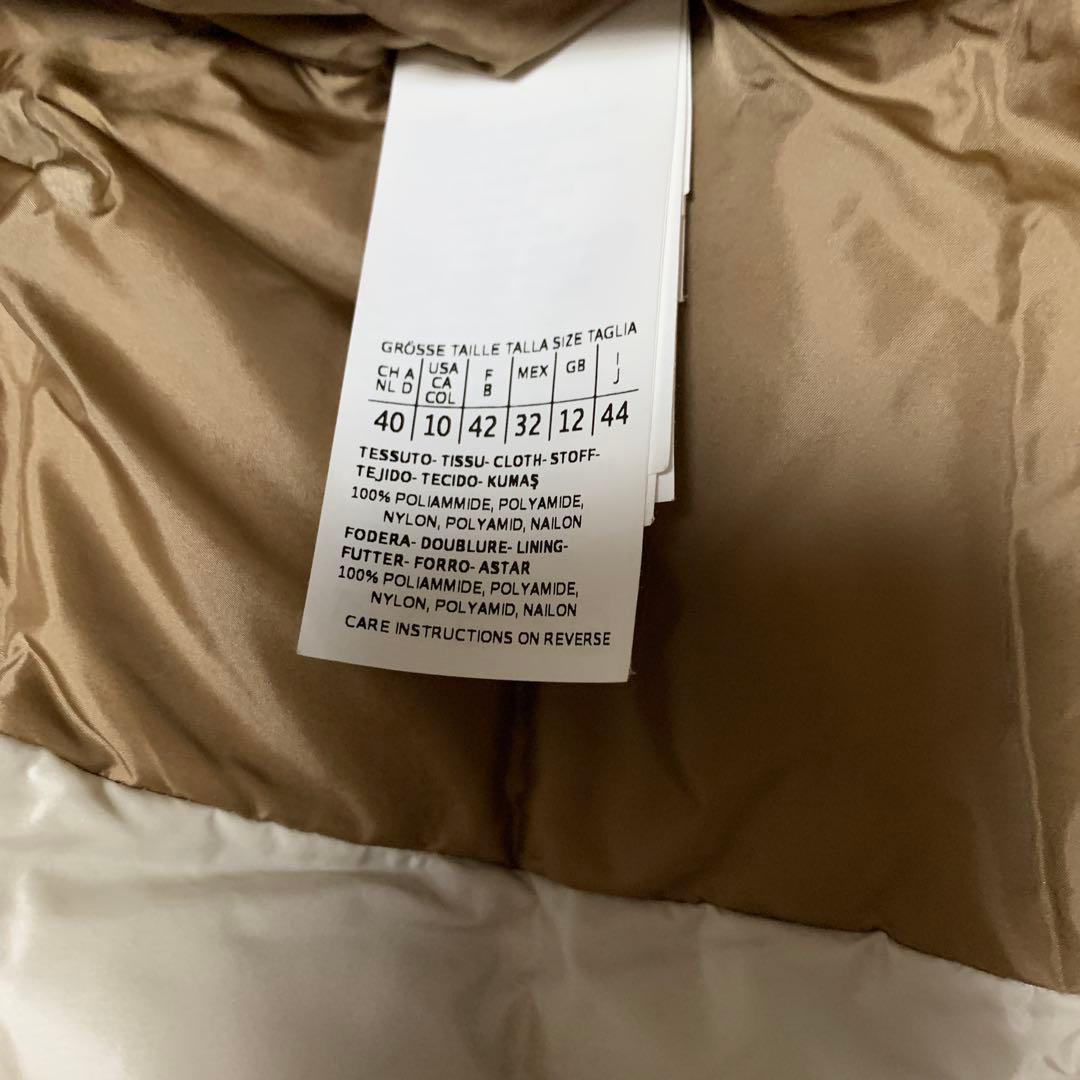 GRÖSSE TAILLE TALLA SIZE TAGLIA
CH A NL D | USA CA COL | F B | MEX | GB | I J
40 | 10 | 42 | 32 | 12 | 44
TESSUTO- TISSU- CLOTH- STOFF-
TEJIDO- TECIDO- KUMAŞ
100% POLIAMMIDE, POLYAMIDE,
NYLON, POLYAMID, NAILON
FODERA- DOUBLURE- LINING-
FUTTER- FORRO- ASTAR
100% POLIAMMIDE, POLYAMIDE,
NYLON, POLYAMID, NAILON
CARE INSTRUCTIONS ON REVERSE